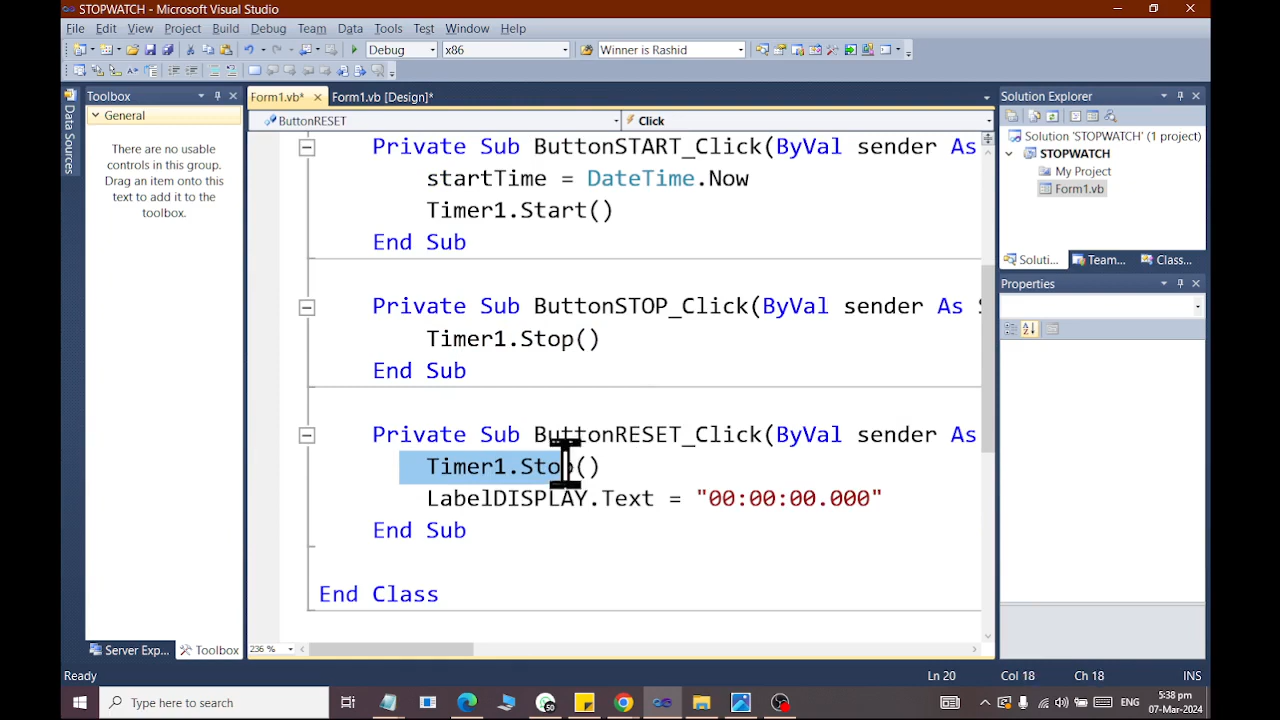 STOPWATCH - Microsoft Visual Studio
File Edit View Project Build Debug Team Data Tools Test Window Help
Debug x86 Winner is Rashid
Toolbox
General
There are no usable
controls in this group.
Drag an item onto this
text to add it to the
toolbox.
Data Sources
Server Exp... Toolbox
Form1.vb* Form1.vb [Design]*
ButtonRESET Click
Private Sub ButtonSTART_Click(ByVal sender As
startTime = DateTime.Now
Timer1.Start()
End Sub
Private Sub ButtonSTOP_Click(ByVal sender As S
Timer1.Stop()
End Sub
Private Sub ButtonRESET_Click(ByVal sender As
Timer1.Stop()
LabelDISPLAY.Text = "00:00:00.000"
End Sub
End Class
236 %
Solution Explorer
Solution 'STOPWATCH' (1 project)
STOPWATCH
My Project
Form1.vb
Soluti... Team... Class...
Properties
Ready Ln 20 Col 18 Ch 18 INS
Type here to search
ENG
5:38 pm
07-Mar-2024